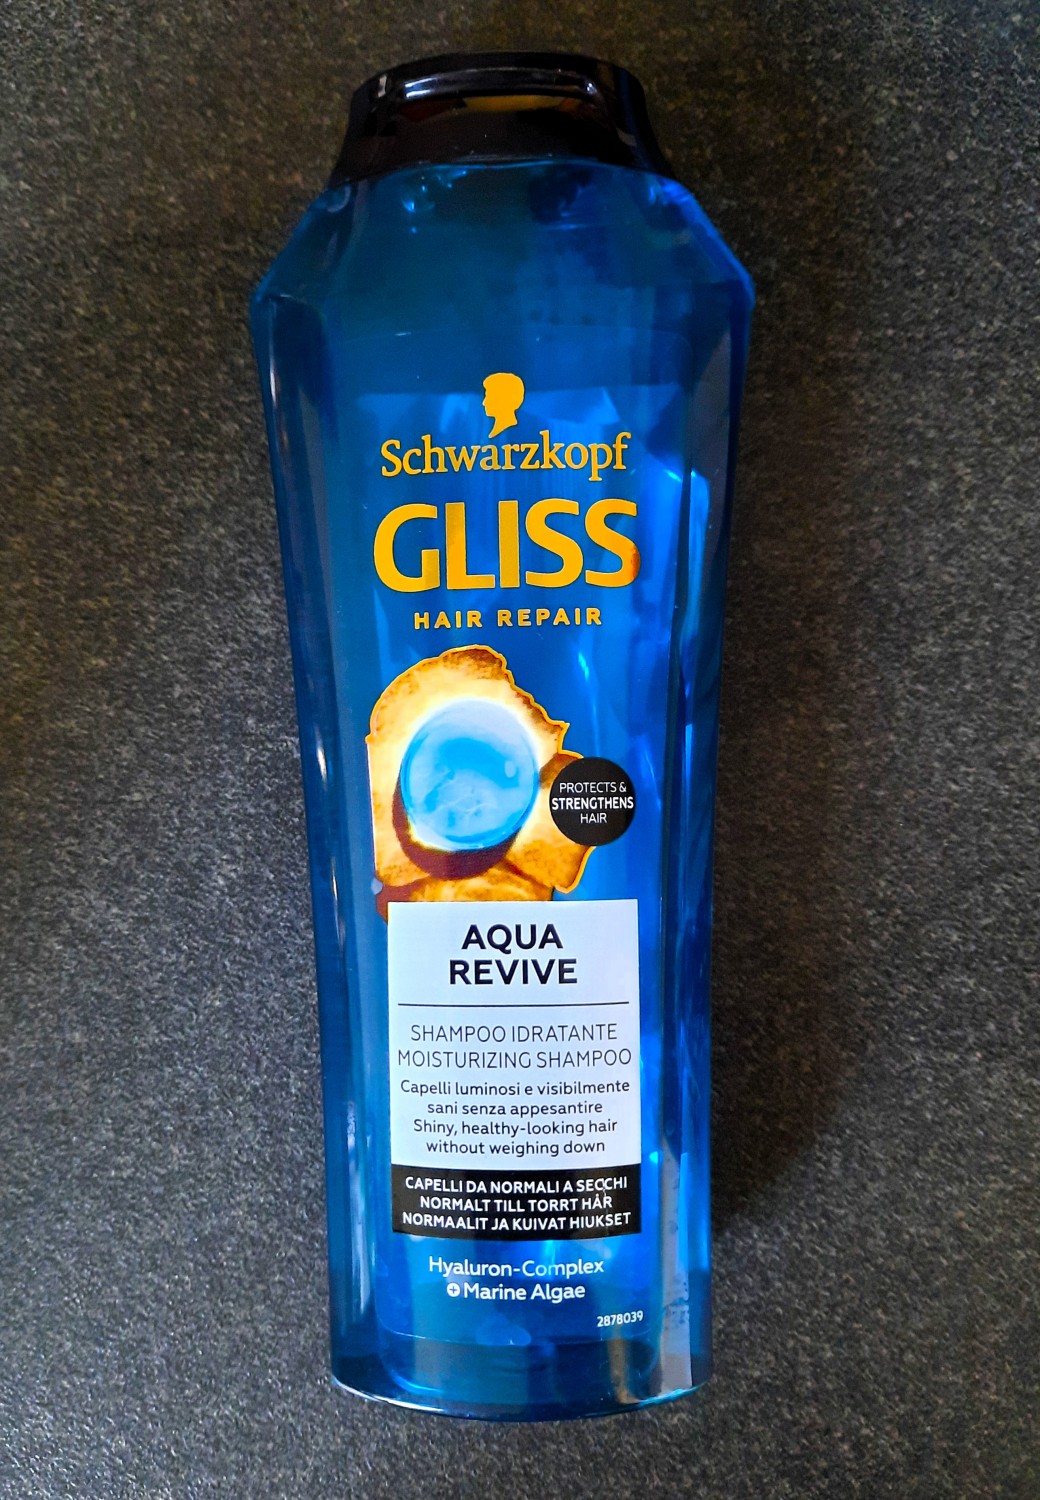 Schwarzkopf
GLISS
HAIR REPAIR
PROTECTS &
STRENGTHENS
HAIR
AQUA
REVIVE
SHAMPOO IDRATANTE
MOISTURIZING SHAMPOO
Capelli luminosi e visibilmente
sani senza appesantire
Shiny, healthy-looking hair
without weighing down
CAPELLI DA NORMALI A SECCHI
NORMALT TILL TORRT HÅR
NORMAALIT JA KUIVAT HIUKSET
Hyaluron-Complex
+ Marine Algae
2878039